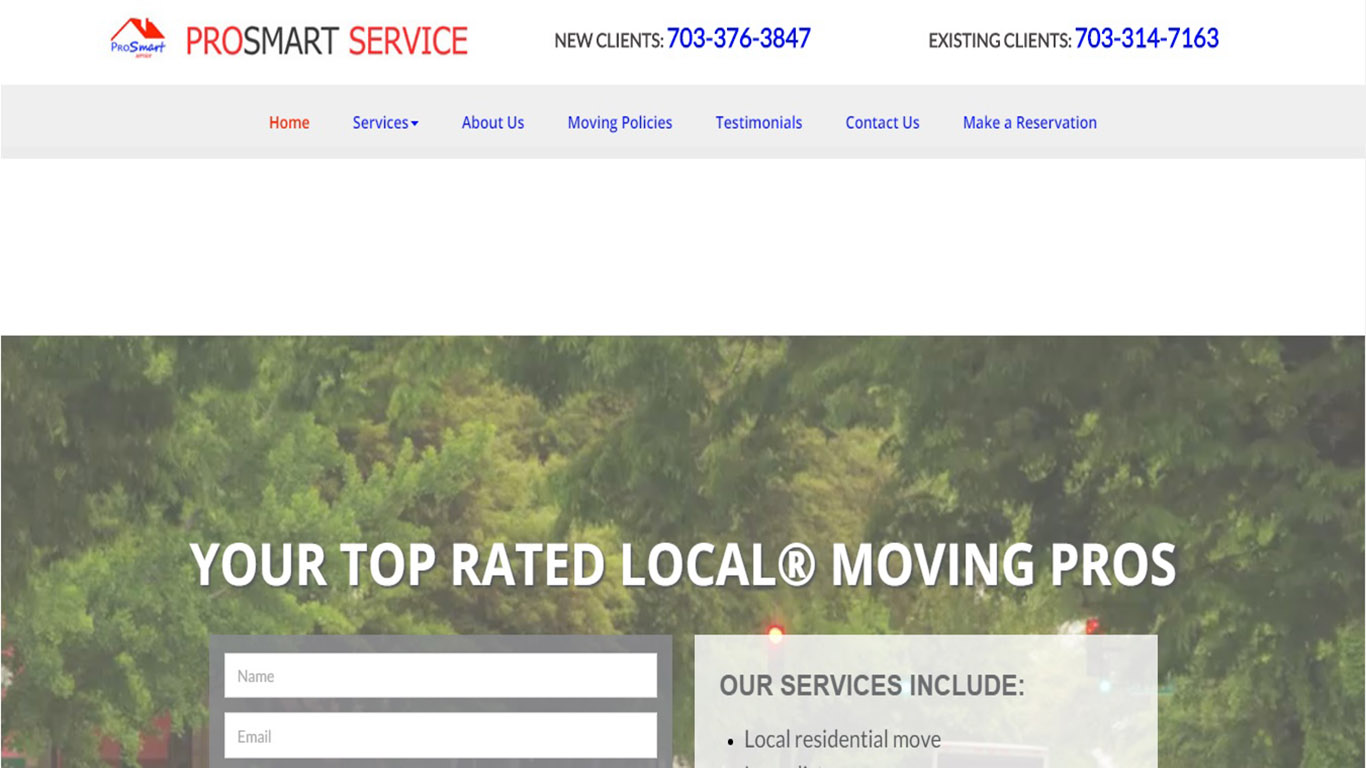 ProSmart
PROSMART SERVICE
NEW CLIENTS: 703-376-3847
EXISTING CLIENTS: 703-314-7163
Home
Services
About Us
Moving Policies
Testimonials
Contact Us
Make a Reservation
YOUR TOP RATED LOCAL® MOVING PROS
Name
Email
OUR SERVICES INCLUDE:
• Local residential move